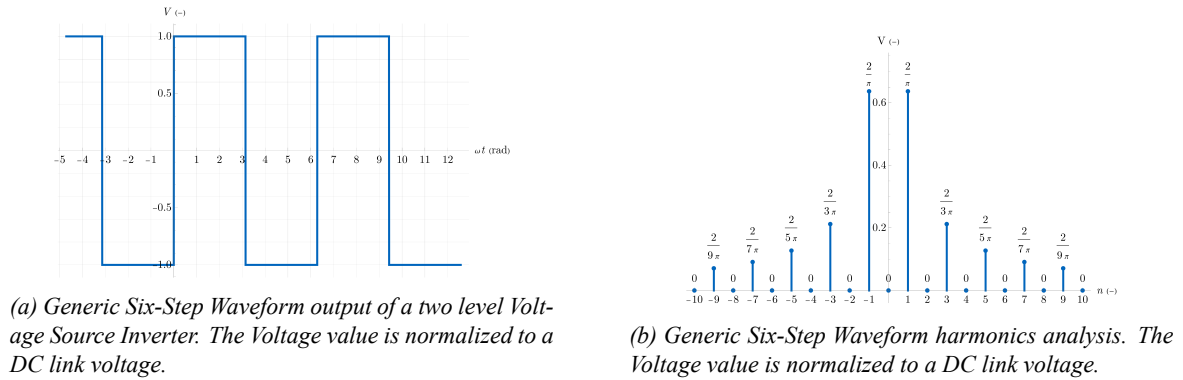 V (–)
1.0
0.5
−5 −4 −3 −2 −1 1 2 3 4 5 6 7 8 9 10 11 12
ωt (rad)
−0.5
−1.0
(a) Generic Six-Step Waveform output of a two level Volt-
age Source Inverter. The Voltage value is normalized to a
DC link voltage.
V (–)
2/π 2/π
0.6
0.4
2/3π 2/3π
0.2
2/5π 2/5π
2/7π 2/7π
2/9π 2/9π
0 0 0 0 0 0 0 0 0 0 0
−10 −9 −8 −7 −6 −5 −4 −3 −2 −1 0 1 2 3 4 5 6 7 8 9 10
n (–)
(b) Generic Six-Step Waveform harmonics analysis. The
Voltage value is normalized to a DC link voltage.